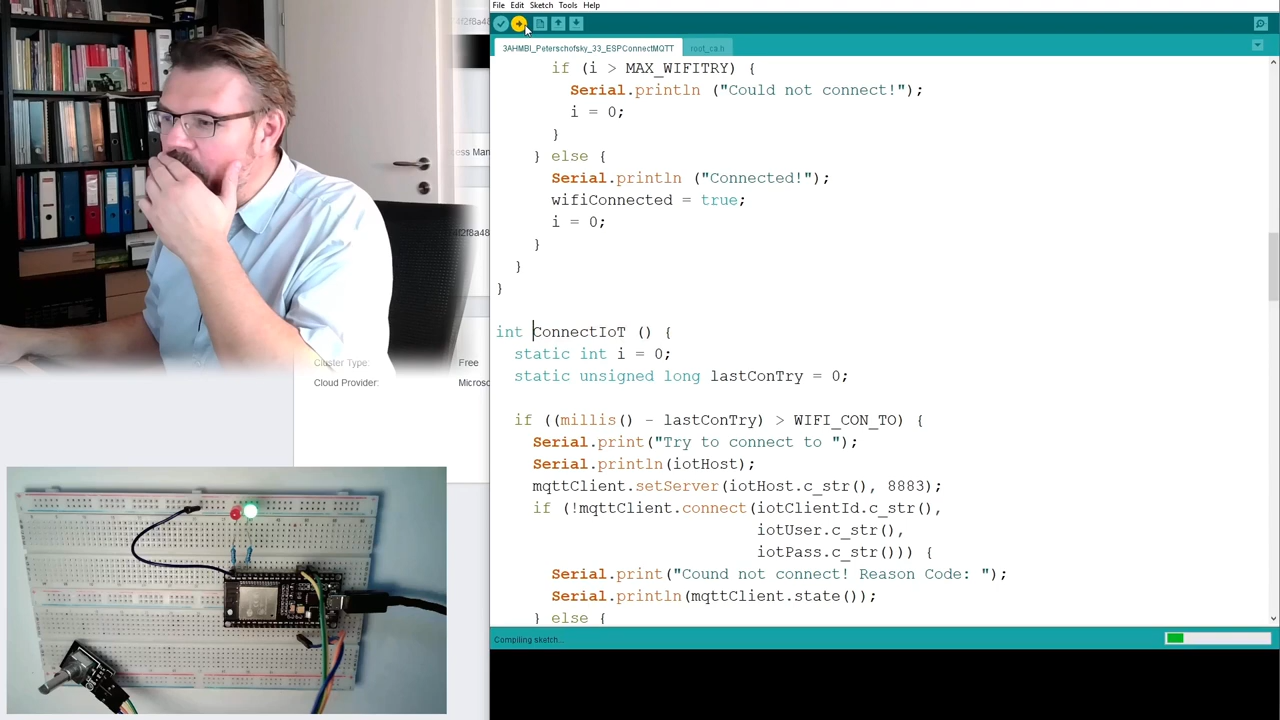 File Edit Sketch Tools Help
3AHMBI_Peterschofsky_33_ESPConnectMQTT root_ca.h
if (i > MAX_WIFITRY) {
Serial.println ("Could not connect!");
i = 0;
}
} else {
Serial.println ("Connected!");
wifiConnected = true;
i = 0;
}
}
}
int ConnectIoT () {
static int i = 0;
static unsigned long lastConTry = 0;
if ((millis() - lastConTry) > WIFI_CON_TO) {
Serial.print("Try to connect to ");
Serial.println(iotHost);
mqttClient.setServer(iotHost.c_str(), 8883);
if (!mqttClient.connect(iotClientId.c_str(),
iotUser.c_str(),
iotPass.c_str())) {
Serial.print("Cound not connect! Reason Code: ");
Serial.println(mqttClient.state());
} else {
Compiling sketch...
4f2f8a48
Cluster Type: Free
Cloud Provider: